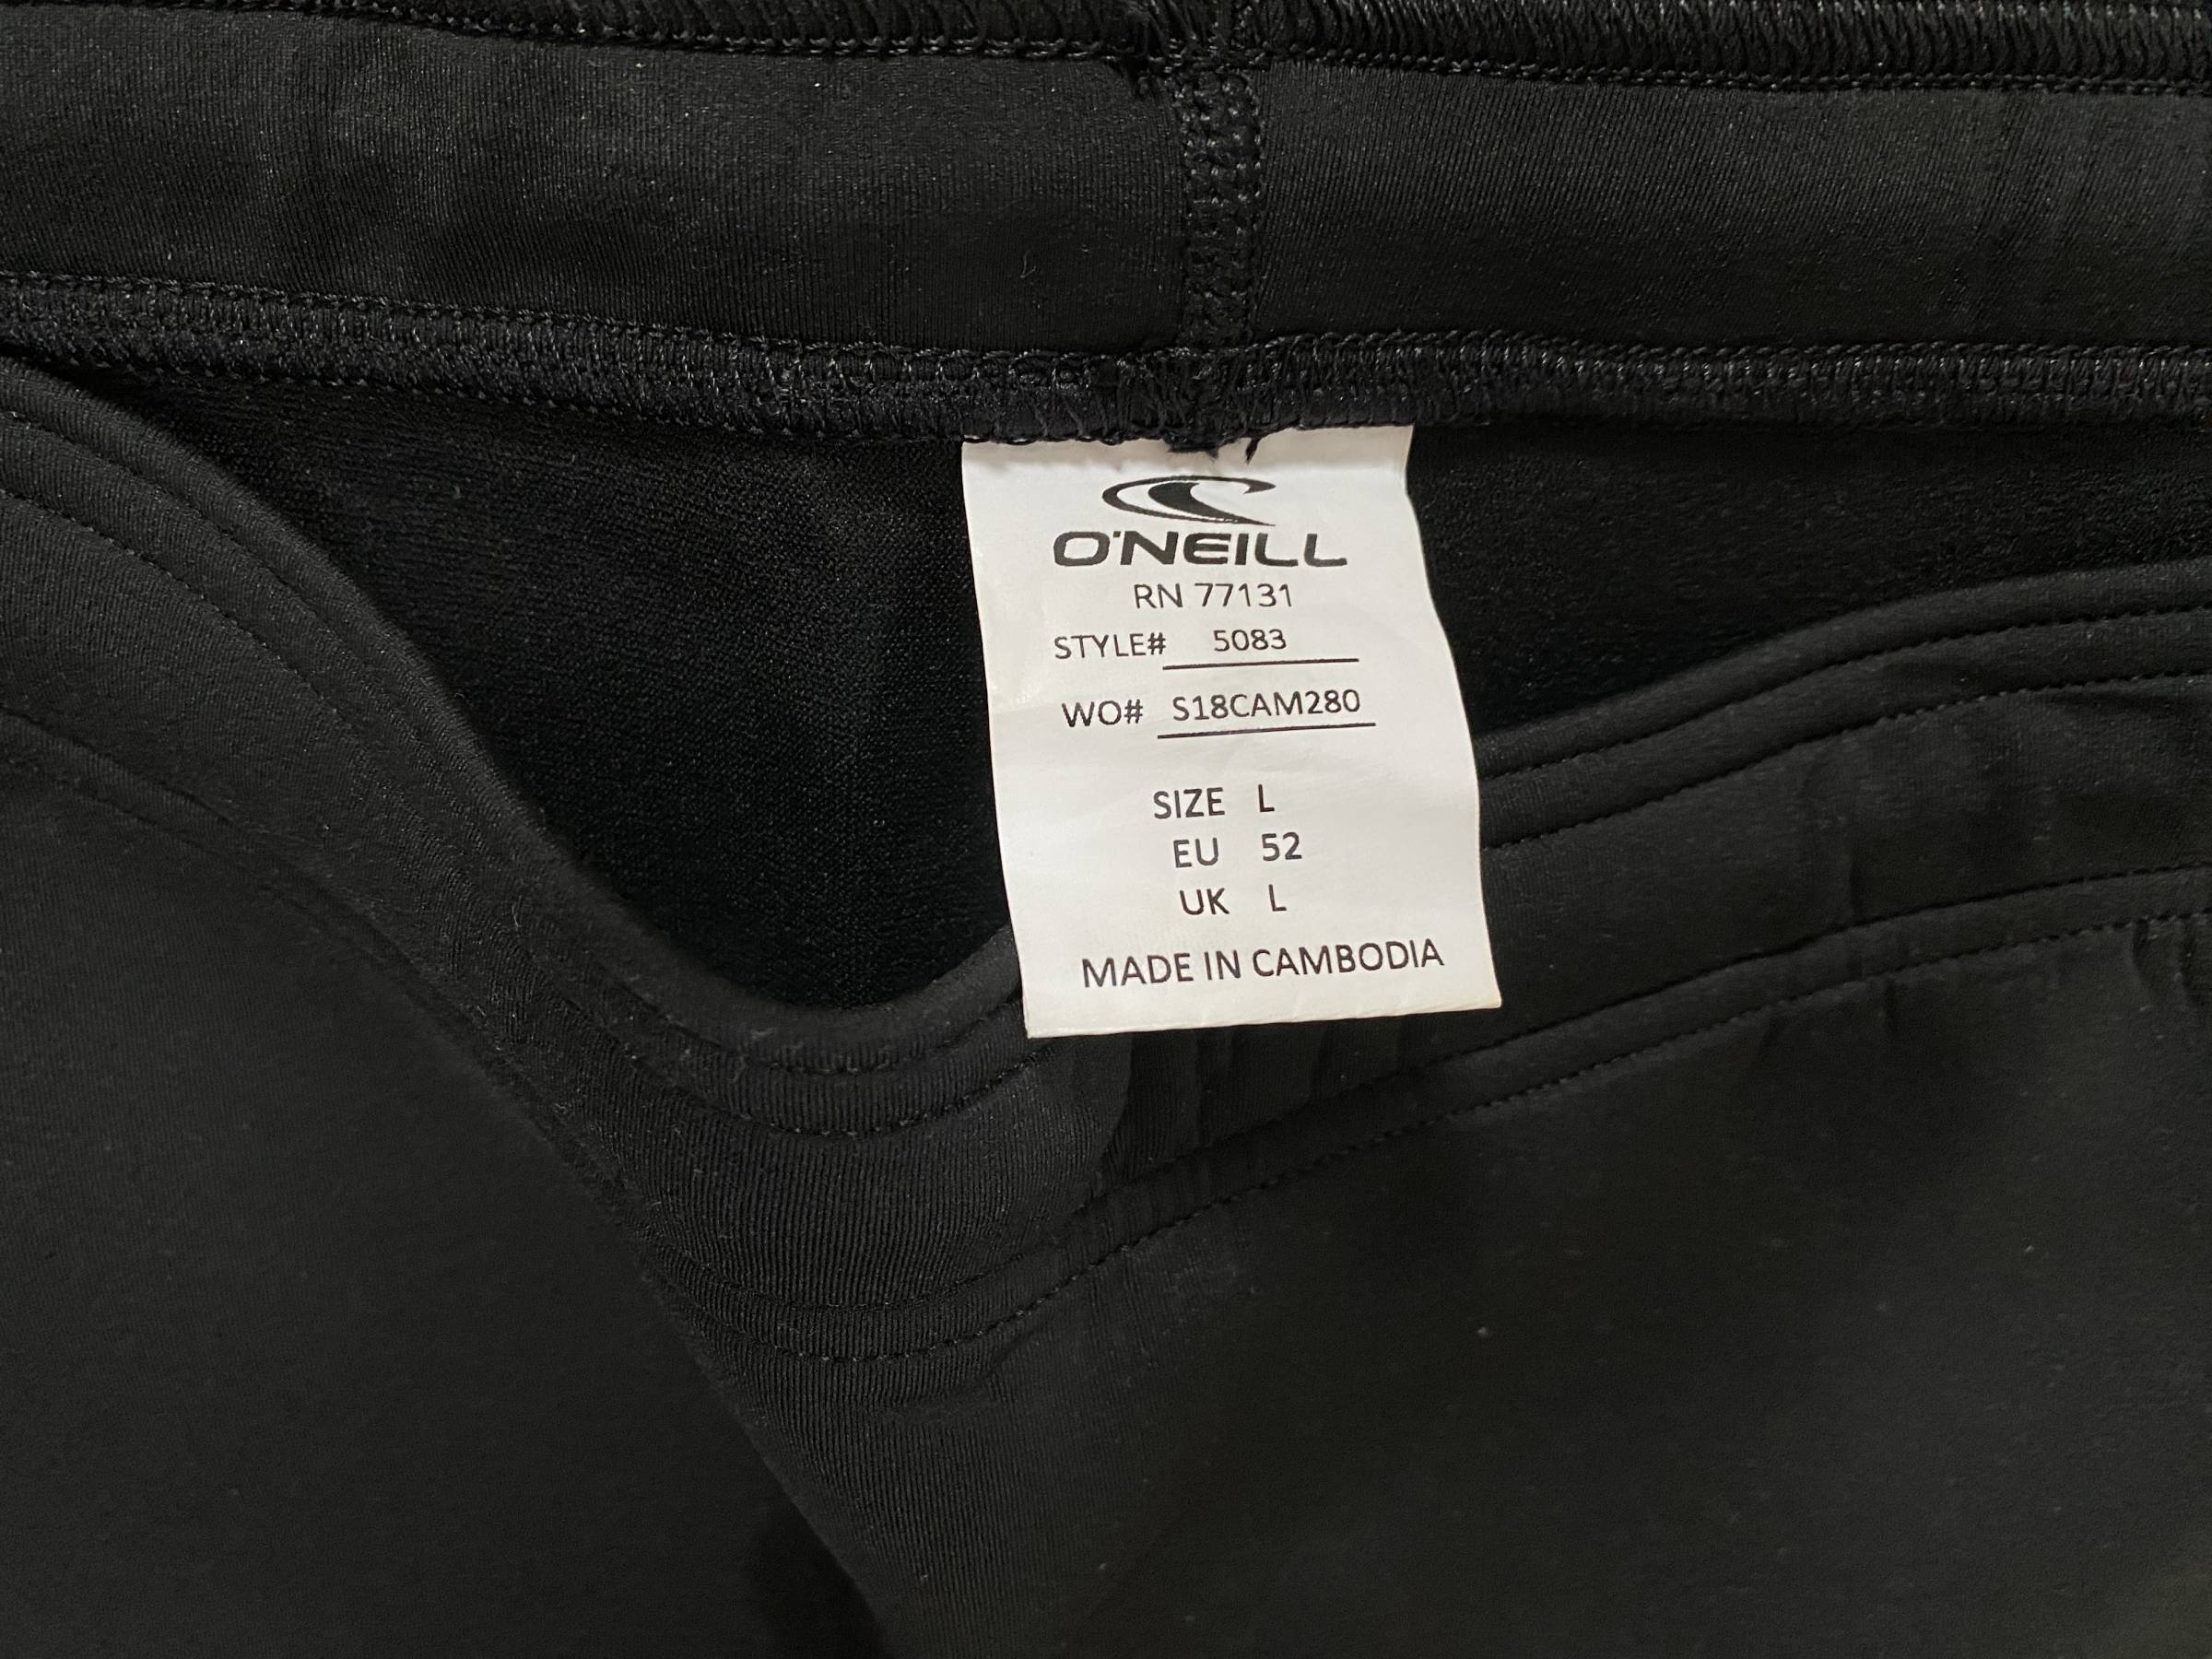 O'NEILL
RN 77131
STYLE# 5083
WO# S18CAM280
SIZE L
EU 52
UK L
MADE IN CAMBODIA